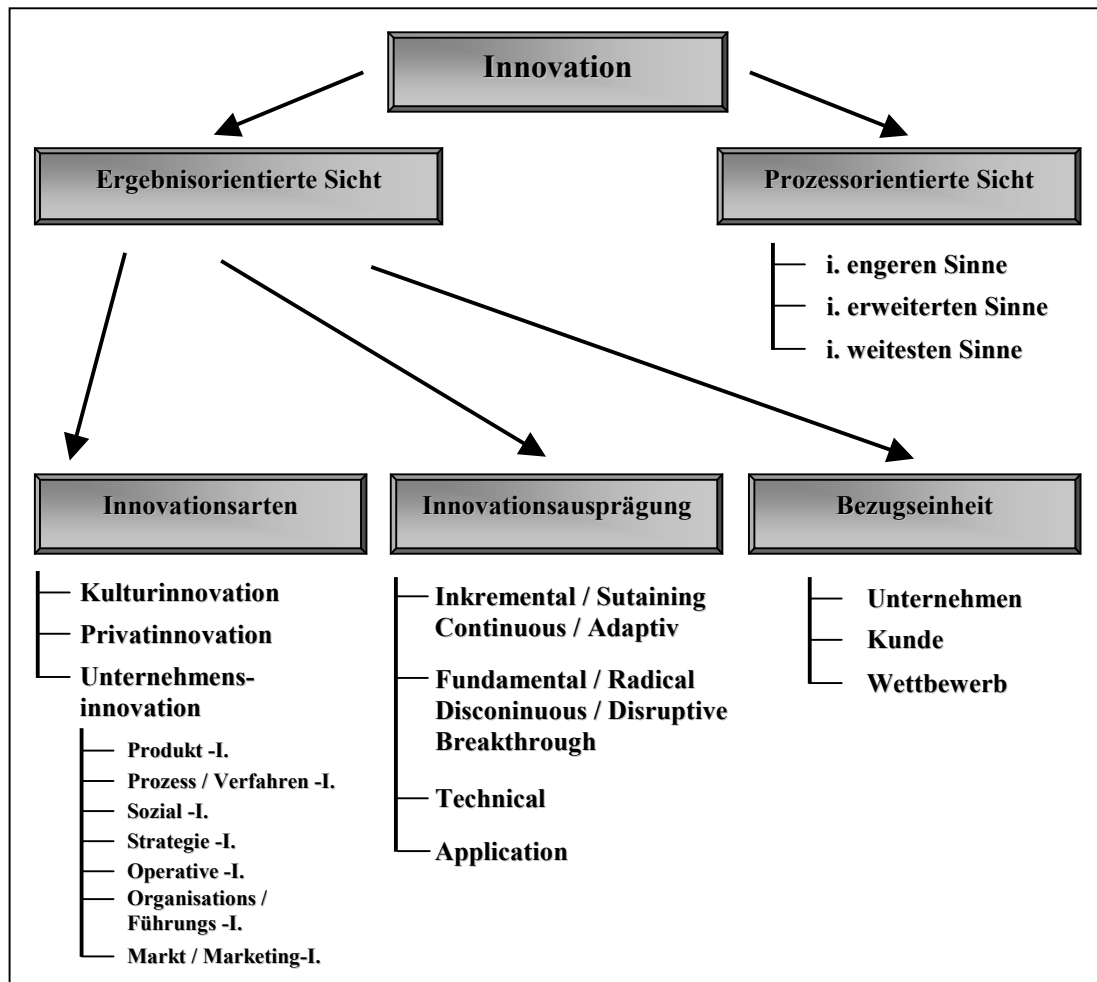 Innovation
Ergebnisorientierte Sicht
Prozessorientierte Sicht
i. engeren Sinne
i. erweiterten Sinne
i. weitesten Sinne
Innovationsarten
Kulturinnovation
Privatinnovation
Unternehmens-
innovation
Produkt -I.
Prozess / Verfahren -I.
Sozial -I.
Strategie -I.
Operative -I.
Organisations /
Führungs -I.
Markt / Marketing-I.
Innovationsausprägung
Inkremental / Sutaining
Continuous / Adaptiv
Fundamental / Radical
Disconinuous / Disruptive
Breakthrough
Technical
Application
Bezugseinheit
Unternehmen
Kunde
Wettbewerb